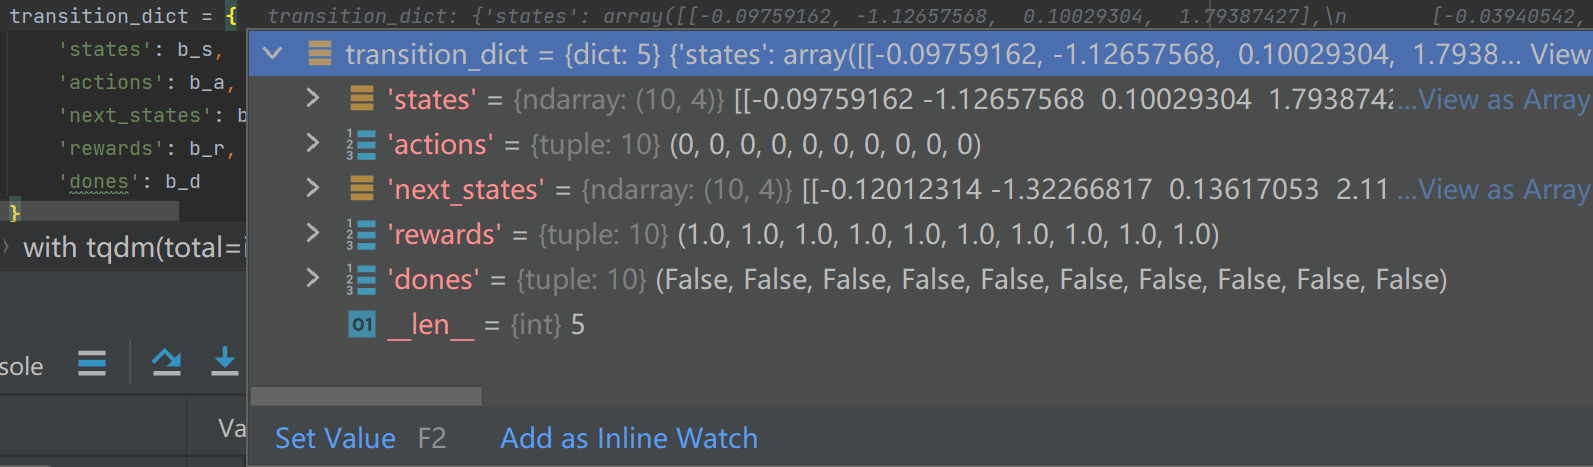 transition_dict = { transition_dict: {'states': array([[-0.09759162, -1.12657568, 0.10029304, 1.79387427],\n [-0.03940542,
'states': b_s,
'actions': b_a,
'next_states': b
'rewards': b_r,
'dones': b_d
}
with tqdm(total=i
transition_dict = {dict: 5} {'states': array([[-0.09759162, -1.12657568, 0.10029304, 1.7938... View
'states' = {ndarray: (10, 4)} [[-0.09759162 -1.12657568 0.10029304 1.7938742 ...View as Array
'actions' = {tuple: 10} (0, 0, 0, 0, 0, 0, 0, 0, 0, 0)
'next_states' = {ndarray: (10, 4)} [[-0.12012314 -1.32266817 0.13617053 2.11 ...View as Array
'rewards' = {tuple: 10} (1.0, 1.0, 1.0, 1.0, 1.0, 1.0, 1.0, 1.0, 1.0, 1.0)
'dones' = {tuple: 10} (False, False, False, False, False, False, False, False, False, False)
01 __len__ = {int} 5
sole
Va
Set Value F2 Add as Inline Watch